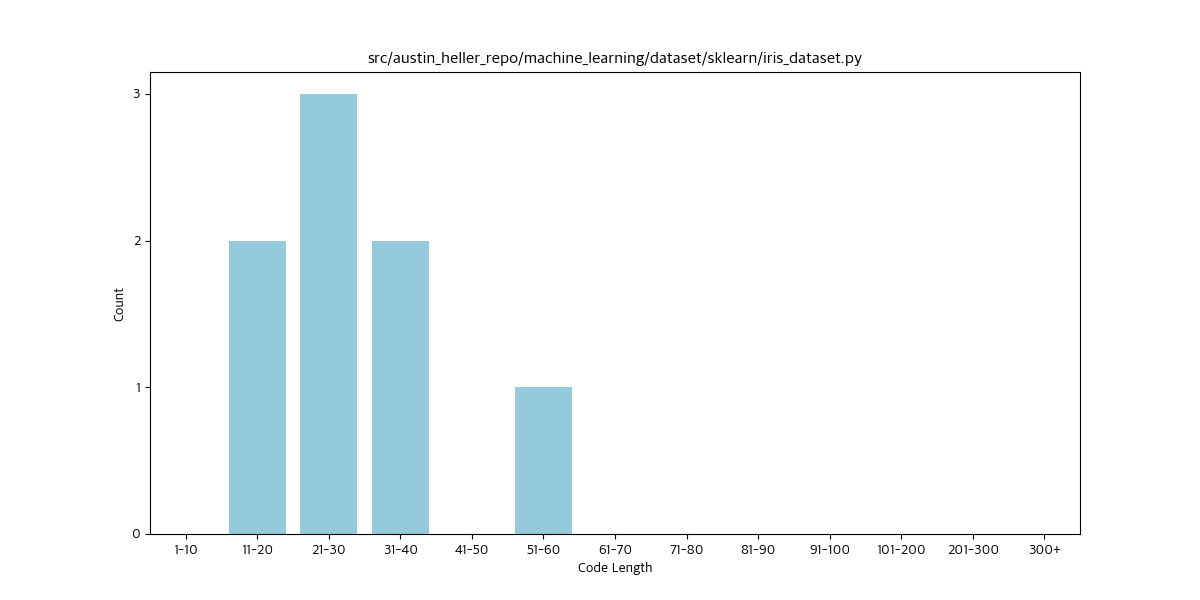 src/austin_heller_repo/machine_learning/dataset/sklearn/iris_dataset.py
3
2
1
0
Count
1-10 11-20 21-30 31-40 41-50 51-60 61-70 71-80 81-90 91-100 101-200 201-300 300+
Code Length